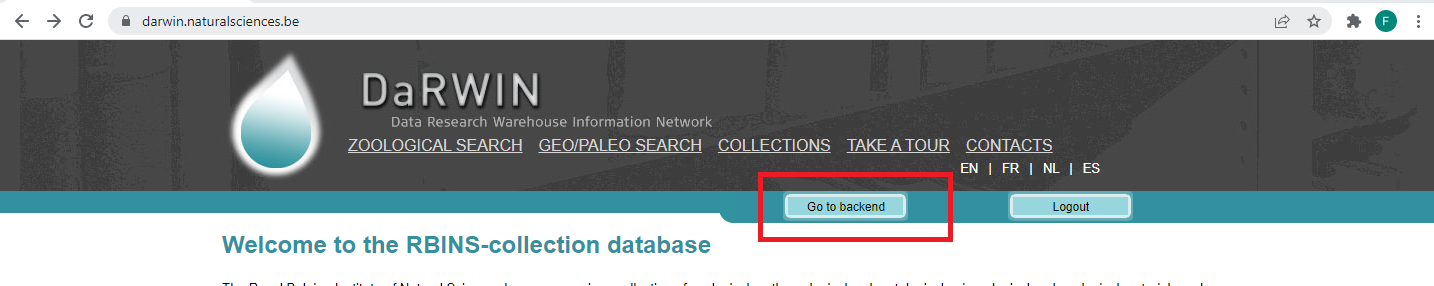 darwin.naturalsciences.be
F
DaRWIN
Data Research Warehouse Information Network
ZOOLOGICAL SEARCH GEO/PALEO SEARCH COLLECTIONS TAKE A TOUR CONTACTS
EN | FR | NL | ES
Go to backend Logout
Welcome to the RBINS-collection database